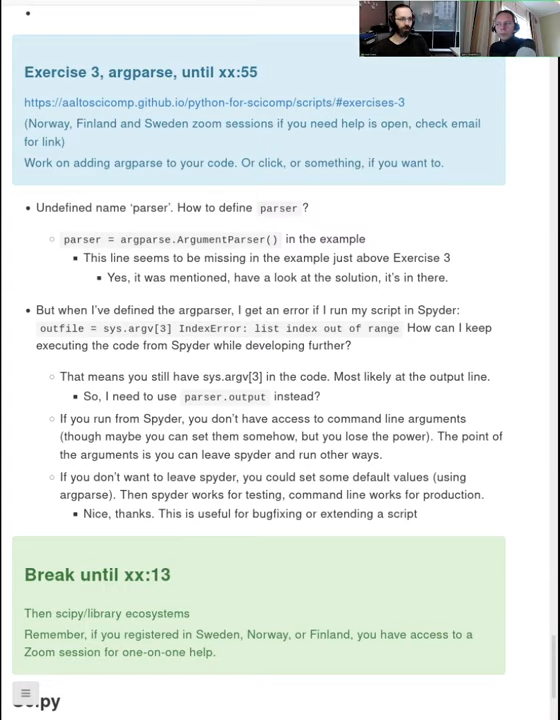 Exercise 3, argparse, until xx:55
https://aaltoscicomp.github.io/python-for-scicomp/scripts/#exercises-3
(Norway, Finland and Sweden zoom sessions if you need help is open, check email
for link)
Work on adding argparse to your code. Or click, or something, if you want to.
• Undefined name ‘parser’. How to define parser ?
○ parser = argparse.ArgumentParser() in the example
▪ This line seems to be missing in the example just above Exercise 3
▪ Yes, it was mentioned, have a look at the solution, it’s in there.
• But when I’ve defined the argparser, I get an error if I run my script in Spyder:
outfile = sys.argv[3] IndexError: list index out of range How can I keep
executing the code from Spyder while developing further?
○ That means you still have sys.argv[3] in the code. Most likely at the output line.
▪ So, I need to use parser.output instead?
○ If you run from Spyder, you don’t have access to command line arguments
(though maybe you can set them somehow, but you lose the power). The point of
the arguments is you can leave spyder and run other ways.
○ If you don’t want to leave spyder, you could set some default values (using
argparse). Then spyder works for testing, command line works for production.
▪ Nice, thanks. This is useful for bugfixing or extending a script
Break until xx:13
Then scipy/library ecosystems
Remember, if you registered in Sweden, Norway, or Finland, you have access to a
Zoom session for one-on-one help.